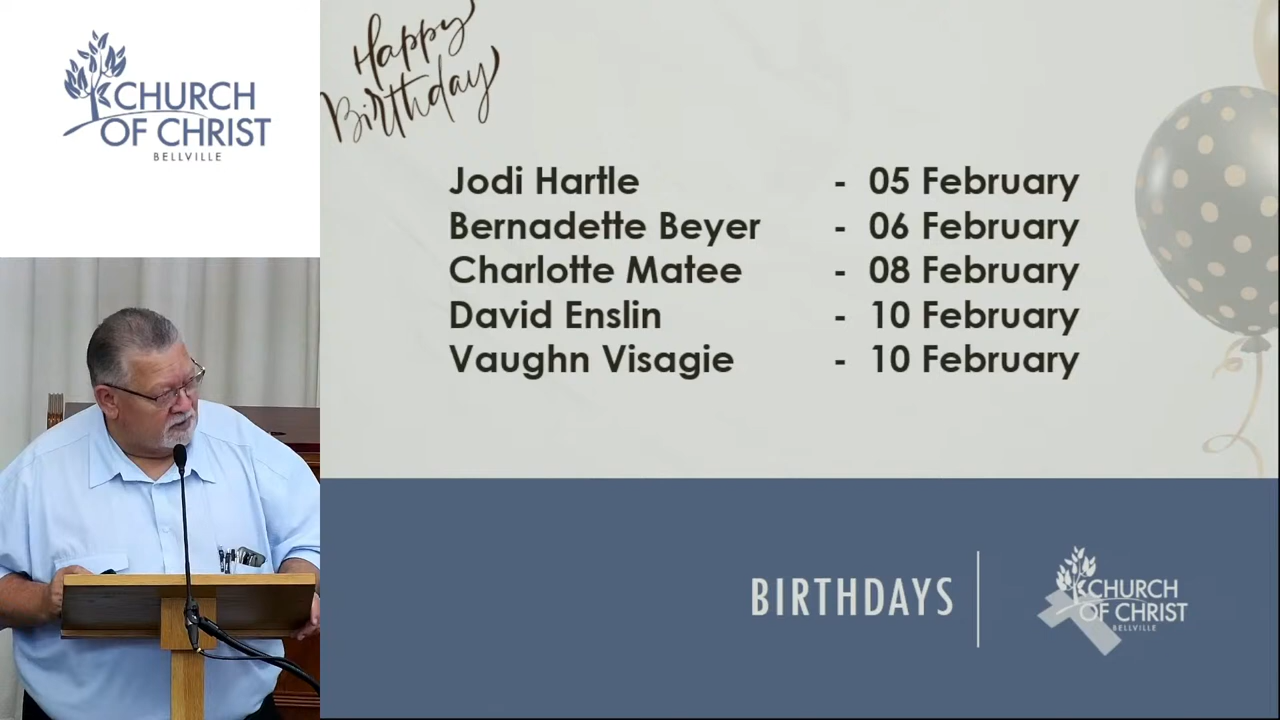 CHURCH
OF CHRIST
BELLVILLE
Happy
Birthday
Jodi Hartle - 05 February
Bernadette Beyer - 06 February
Charlotte Matee - 08 February
David Enslin - 10 February
Vaughn Visagie - 10 February
BIRTHDAYS
CHURCH
OF CHRIST
BELLVILLE